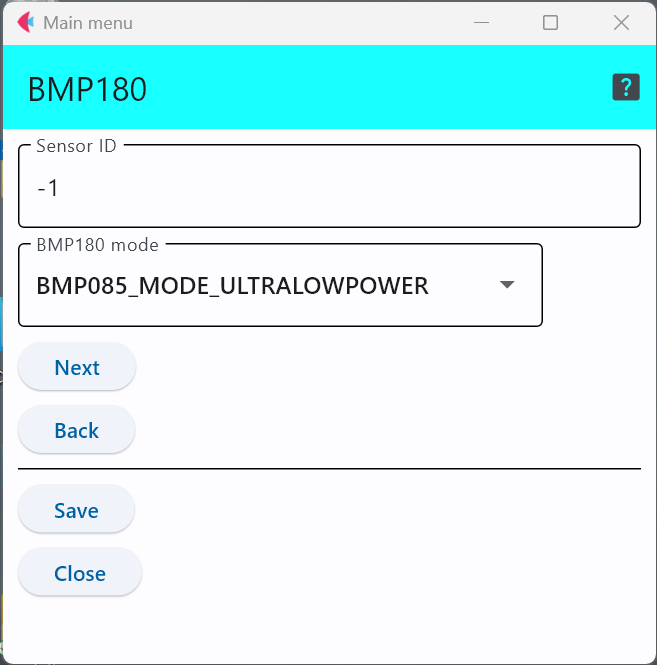 Main menu
BMP180
?
Sensor ID
-1
BMP180 mode
BMP085_MODE_ULTRALOWPOWER
Next
Back
Save
Close